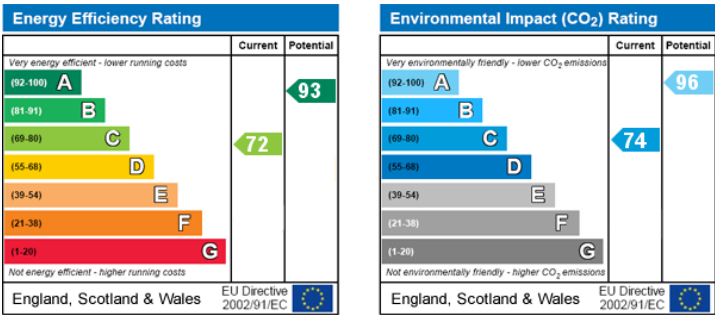 Energy Efficiency Rating
Current Potential
Very energy efficient - lower running costs
(92-100) A
93
(81-91) B
(69-80) C
72
(55-68) D
(39-54) E
(21-38) F
(1-20) G
Not energy efficient - higher running costs
England, Scotland & Wales
EU Directive
2002/91/EC
Environmental Impact (CO2) Rating
Current Potential
Very environmentally friendly - lower CO2 emissions
(92-100) A
96
(81-91) B
(69-80) C
74
(55-68) D
(39-54) E
(21-38) F
(1-20) G
Not environmentally friendly - higher CO2 emissions
England, Scotland & Wales
EU Directive
2002/91/EC